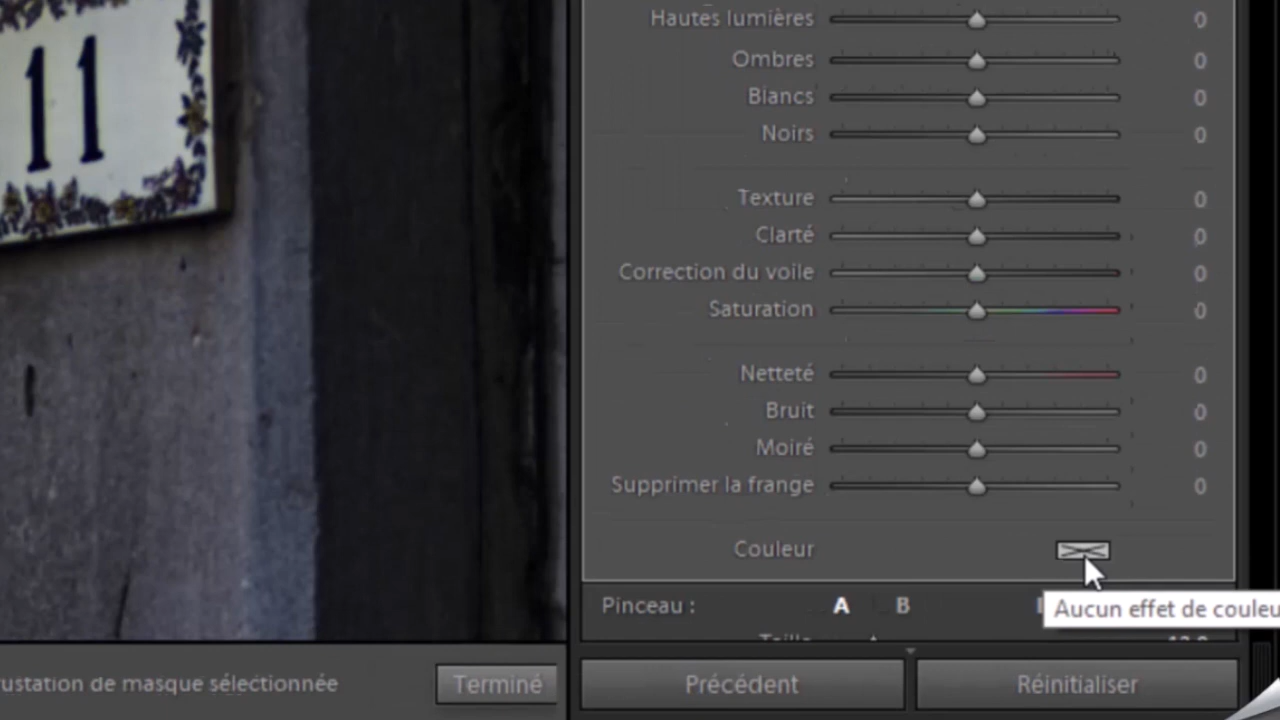 11
Hautes lumières 0
Ombres 0
Blancs 0
Noirs 0
Texture 0
Clarté 0
Correction du voile 0
Saturation 0
Netteté 0
Bruit 0
Moiré 0
Supprimer la frange 0
Couleur
Pinceau : A B
Aucun effet de couleu
Taille
rustation de masque sélectionnée Terminé Précédent Réinitialiser